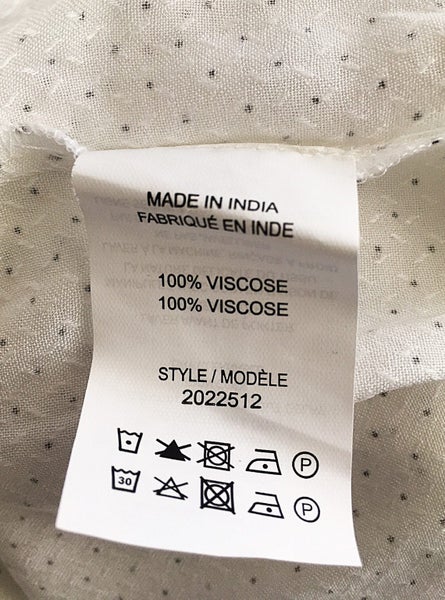 MADE IN INDIA
FABRIQUÉ EN INDE
100% VISCOSE
100% VISCOSE
STYLE / MODÈLE
2022512
P
30 P